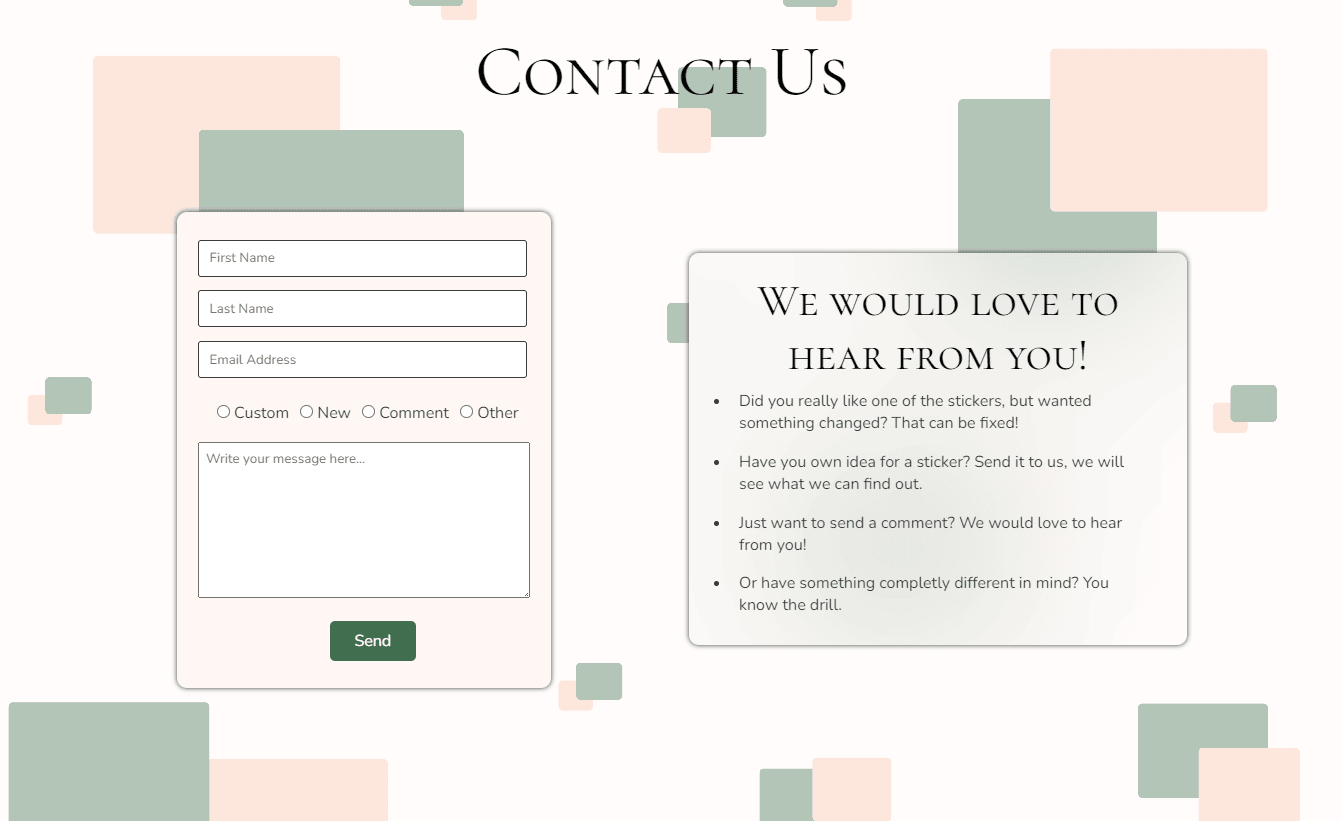 Contact Us
First Name
Last Name
Email Address
Custom New Comment Other
Write your message here...
Send
We would love to
hear from you!
Did you really like one of the stickers, but wanted
something changed? That can be fixed!
Have you own idea for a sticker? Send it to us, we will
see what we can find out.
Just want to send a comment? We would love to hear
from you!
Or have something completly different in mind? You
know the drill.